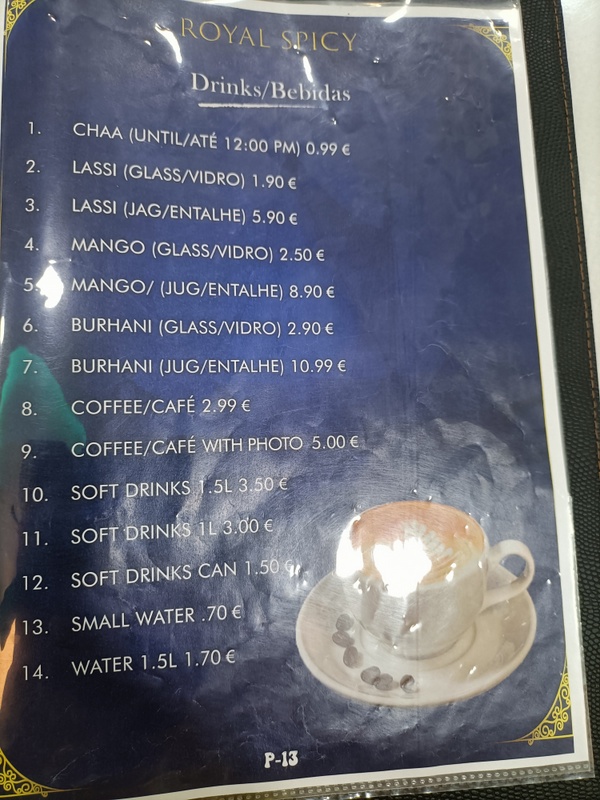 ROYAL SPICY
Drinks/Bebidas
1. CHAA (UNTIL/ATÉ 12:00 PM) 0.99 €
2. LASSI (GLASS/VIDRO) 1.90 €
3. LASSI (JAG/ENTALHE) 5.90 €
4. MANGO (GLASS/VIDRO) 2.50 €
5. MANGO/ (JUG/ENTALHE) 8.90 €
6. BURHANI (GLASS/VIDRO) 2.90 €
7. BURHANI (JUG/ENTALHE) 10.99 €
8. COFFEE/CAFÉ 2.99 €
9. COFFEE/CAFÉ WITH PHOTO 5.00 €
10. SOFT DRINKS 1.5L 3.50 €
11. SOFT DRINKS 1L 3.00 €
12. SOFT DRINKS CAN 1.50 €
13. SMALL WATER .70 €
14. WATER 1.5L 1.70 €
P-13